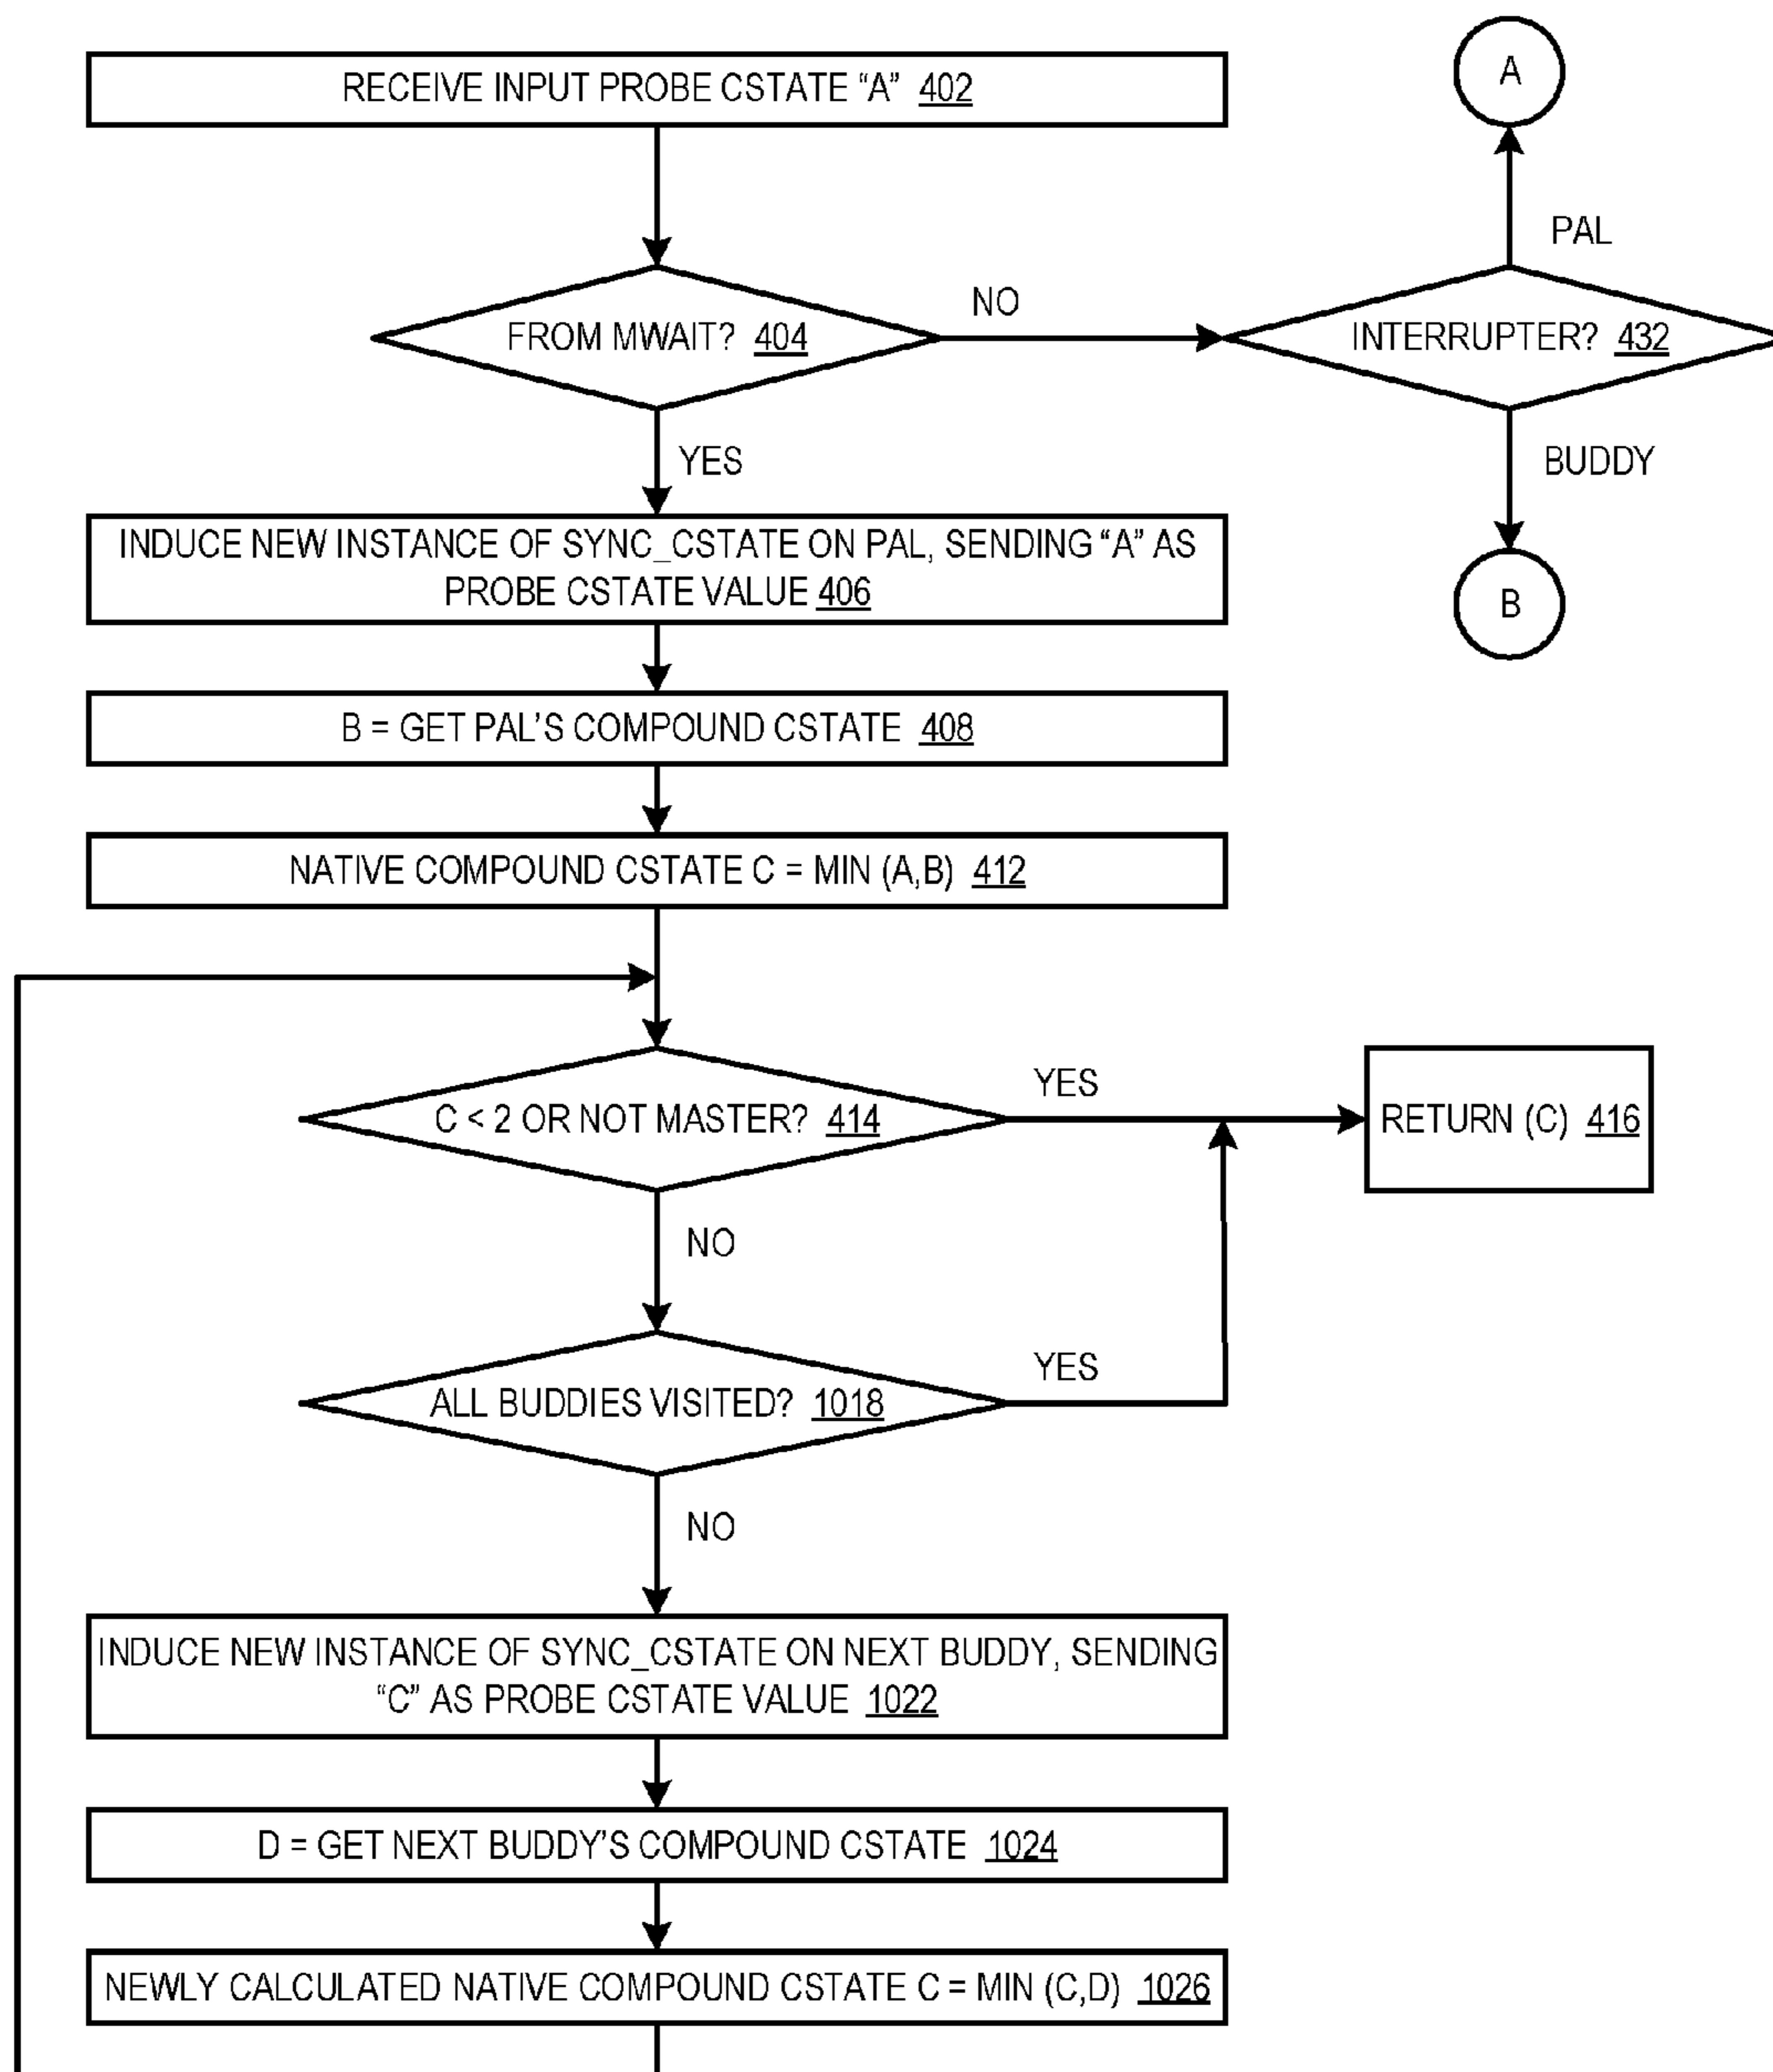 RECEIVE INPUT PROBE CSTATE “A” 402
A
PAL
FROM MWAIT? 404
NO
INTERRUPTER? 432
YES
BUDDY
INDUCE NEW INSTANCE OF SYNC_CSTATE ON PAL, SENDING “A” AS
PROBE CSTATE VALUE 406
B
B = GET PAL’S COMPOUND CSTATE 408
NATIVE COMPOUND CSTATE C = MIN (A,B) 412
C < 2 OR NOT MASTER? 414
YES
RETURN (C) 416
NO
ALL BUDDIES VISITED? 1018
YES
NO
INDUCE NEW INSTANCE OF SYNC_CSTATE ON NEXT BUDDY, SENDING
“C” AS PROBE CSTATE VALUE 1022
D = GET NEXT BUDDY’S COMPOUND CSTATE 1024
NEWLY CALCULATED NATIVE COMPOUND CSTATE C = MIN (C,D) 1026